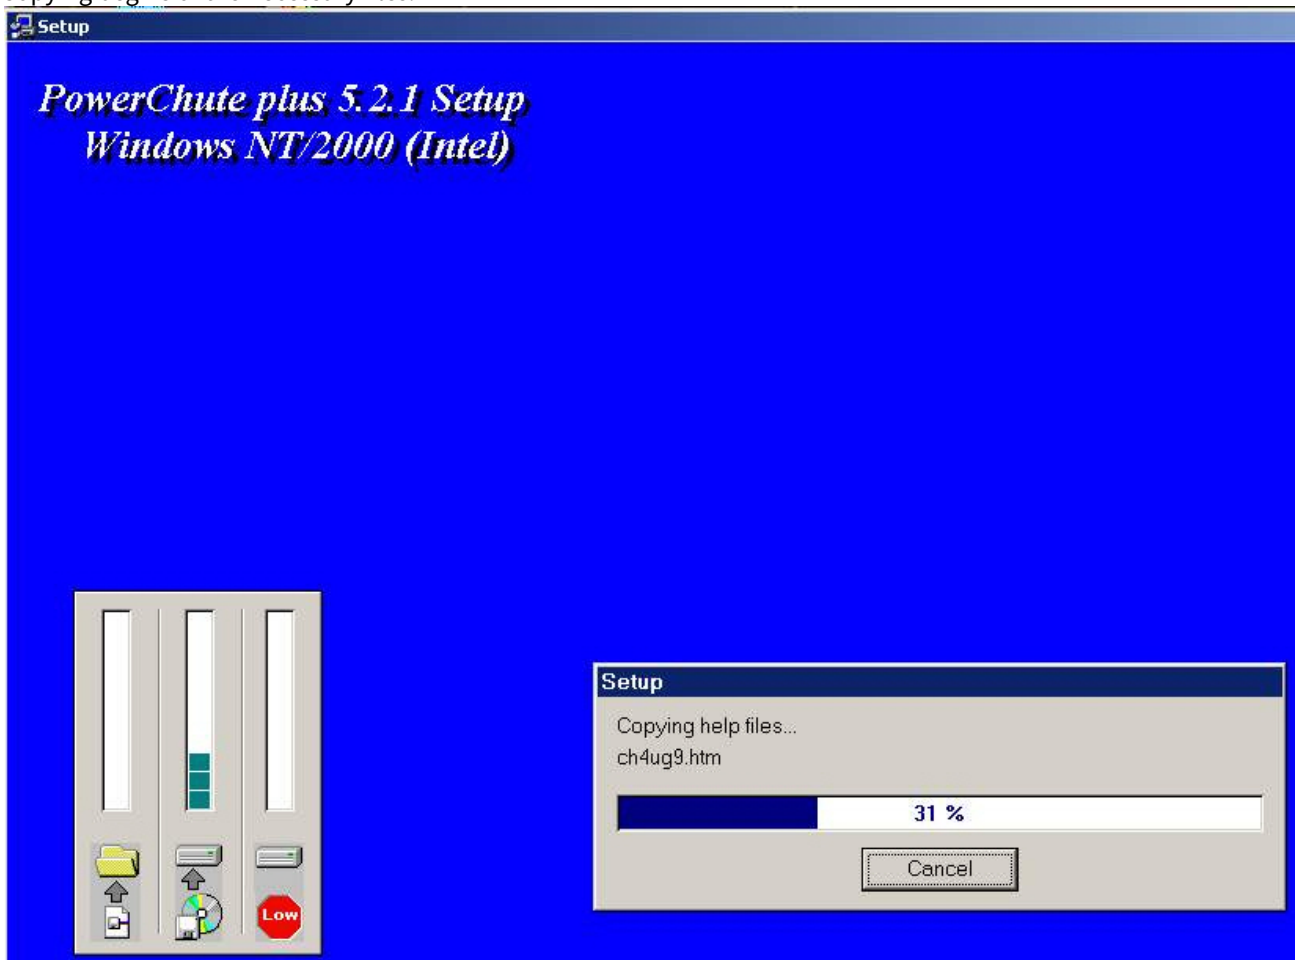 Setup
PowerChute plus 5.2.1 Setup
Windows NT/2000 (Intel)
Setup
Copying help files...
ch4ug9.htm
31 %
Cancel
Low